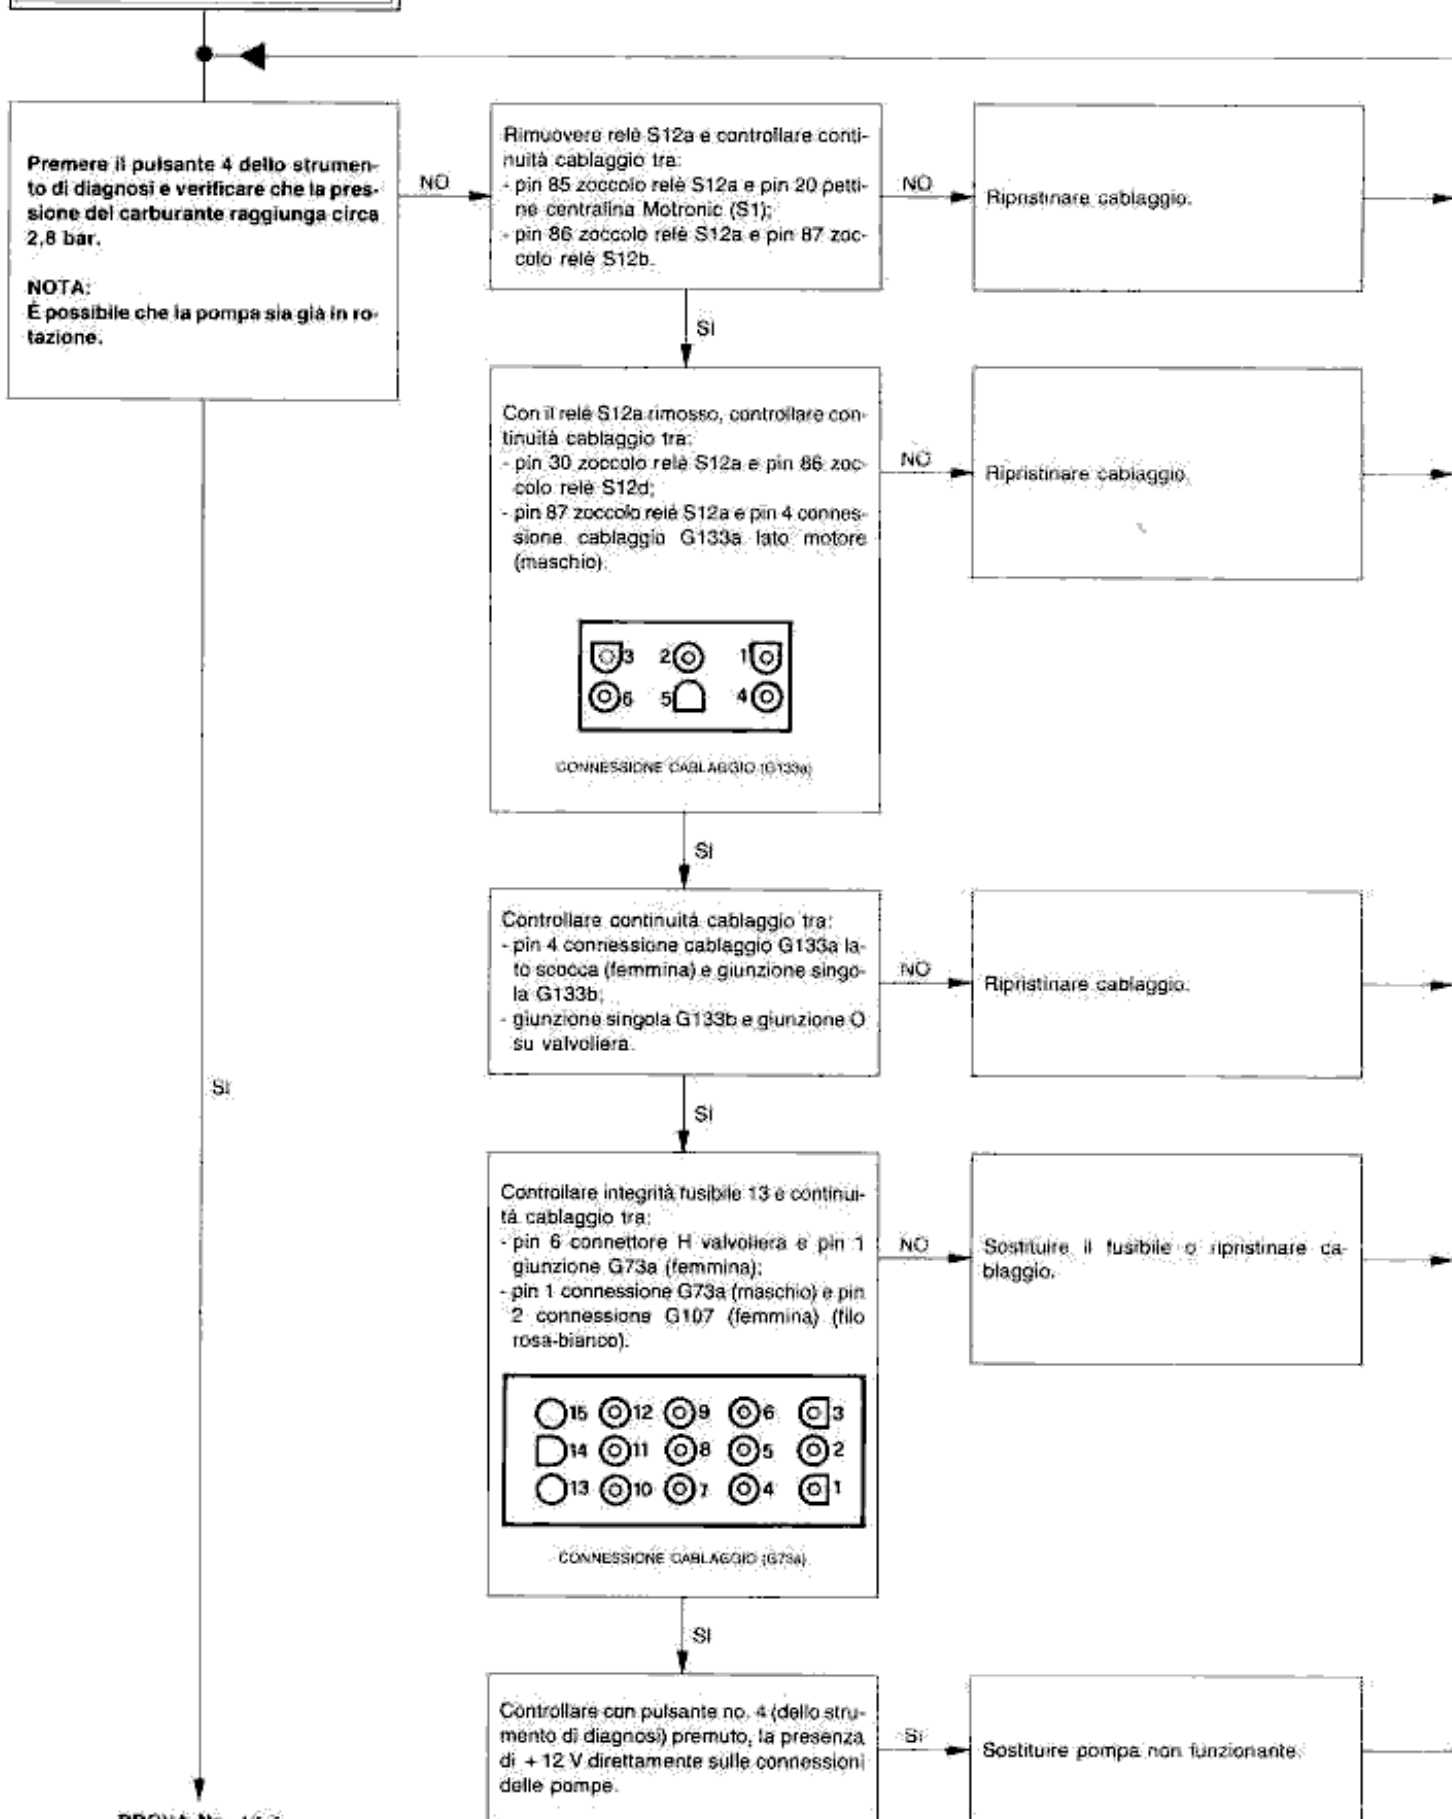 Premere il pulsante 4 dello strumen-
to di diagnosi e verificare che la pres-
sione del carburante raggiunga circa
2,8 bar.
NOTA:
È possibile che la pompa sia già in ro-
tazione.
NO
Rimuovere relè S12a e controllare conti-
nuità cablaggio tra:
- pin 85 zoccolo relè S12a e pin 20 petti-
ne centralina Motronic (S1);
- pin 86 zoccolo relè S12a e pin 87 zoc-
colo relè S12b.
NO
Ripristinare cablaggio.
SI
Con il relè S12a rimosso, controllare con-
tinuità cablaggio tra:
- pin 30 zoccolo relè S12a e pin 86 zoc-
colo relè S12d;
- pin 87 zoccolo relè S12a e pin 4 connes-
sione cablaggio G133a lato motore
(maschio).
3 2 1
6 5 4
CONNESSIONE CABLAGGIO (G133a)
NO
Ripristinare cablaggio.
SI
Controllare continuità cablaggio tra:
- pin 4 connessione cablaggio G133a la-
to scocca (femmina) e giunzione singo-
la G133b;
- giunzione singola G133b e giunzione O
su valvoliera.
NO
Ripristinare cablaggio.
SI
SI
Controllare integrità fusibile 13 e continui-
tà cablaggio tra:
- pin 6 connettore H valvoliera e pin 1
giunzione G73a (femmina);
- pin 1 connessione G73a (maschio) e pin
2 connessione G107 (femmina) (filo
rosa-bianco).
15 12 9 6 3
14 11 8 5 2
13 10 7 4 1
CONNESSIONE CABLAGGIO (G73a)
NO
Sostituire il fusibile o ripristinare ca-
blaggio.
SI
Controllare con pulsante no. 4 (dello stru-
mento di diagnosi) premuto, la presenza
di + 12 V direttamente sulle connessioni
delle pompe.
SI
Sostituire pompa non funzionante.